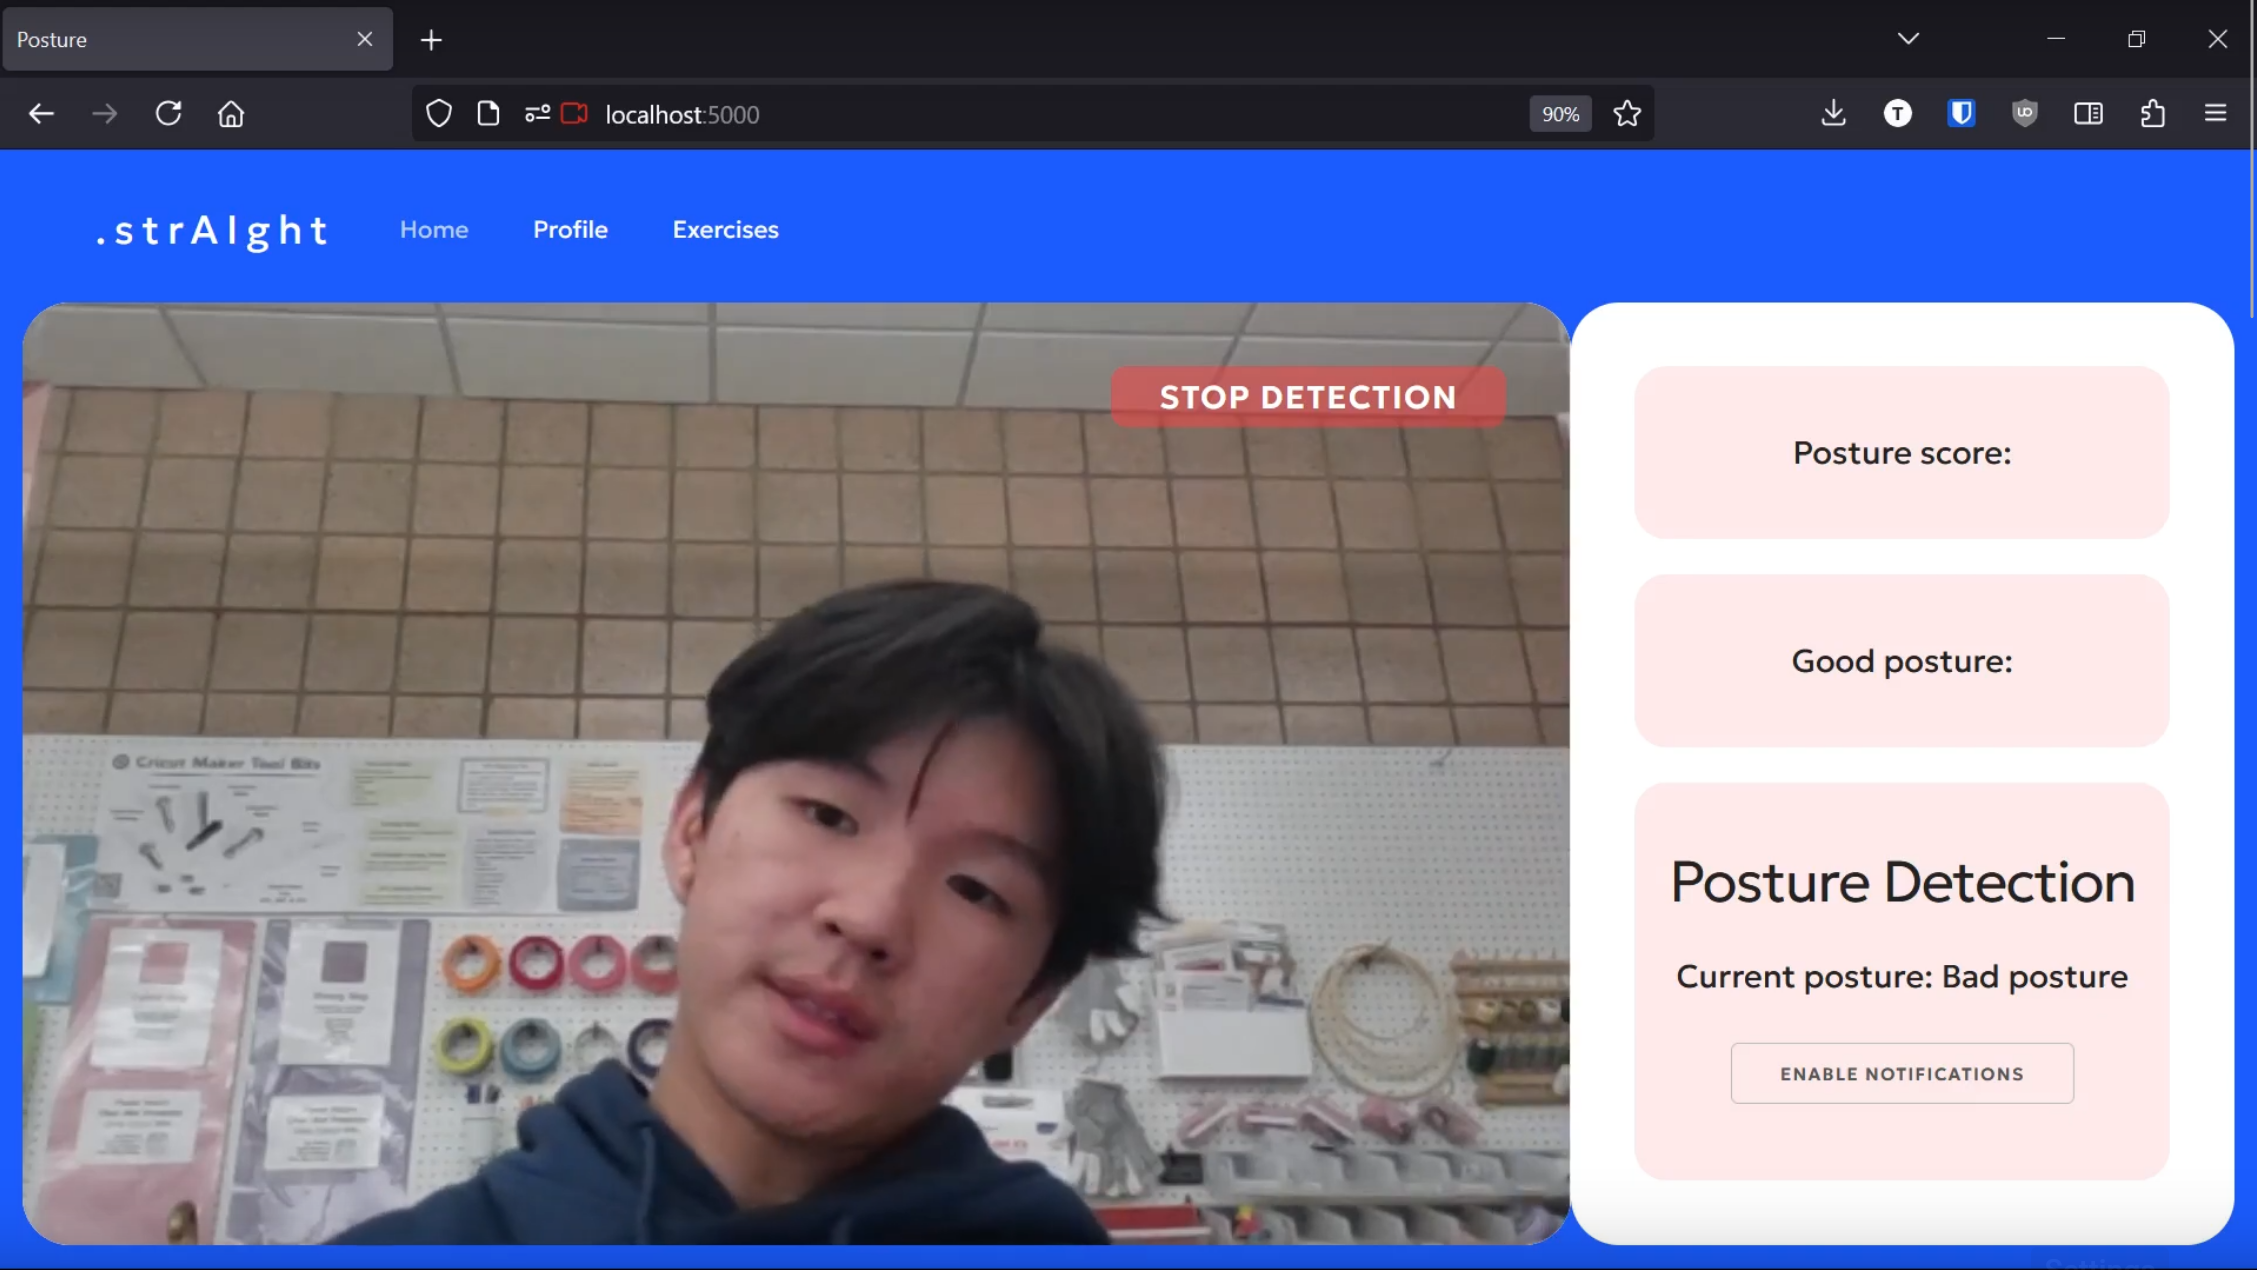 Posture
localhost:5000
90%
.strAIght
Home
Profile
Exercises
STOP DETECTION
Cricut Maker Tool Bits
Posture score:
Good posture:
Posture Detection
Current posture: Bad posture
ENABLE NOTIFICATIONS
Settings